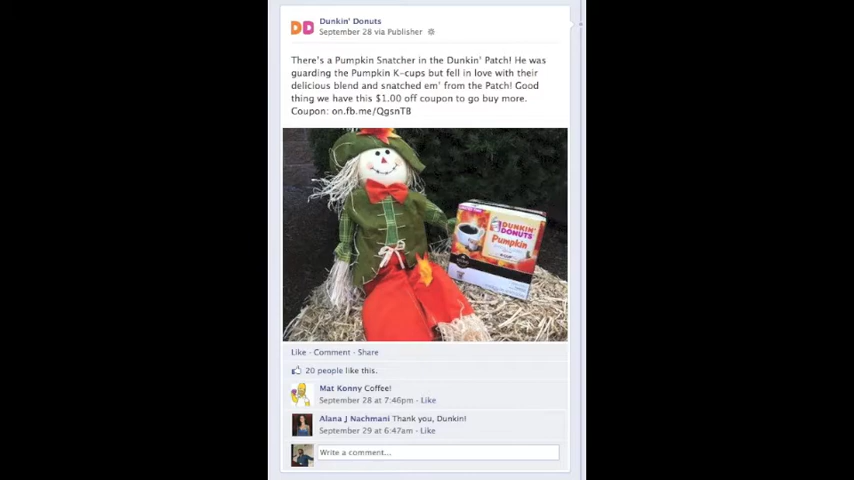 Dunkin' Donuts
September 28 via Publisher
There's a Pumpkin Snatcher in the Dunkin' Patch! He was
guarding the Pumpkin K-cups but fell in love with their
delicious blend and snatched em' from the Patch! Good
thing we have this $1.00 off coupon to go buy more.
Coupon: on.fb.me/QgsnTB
DUNKIN'
DONUTS
Pumpkin
Like · Comment · Share
20 people like this.
Mat Konny Coffee!
September 28 at 7:46pm · Like
Alana J Nachmani Thank you, Dunkin!
September 29 at 6:47am · Like
Write a comment...